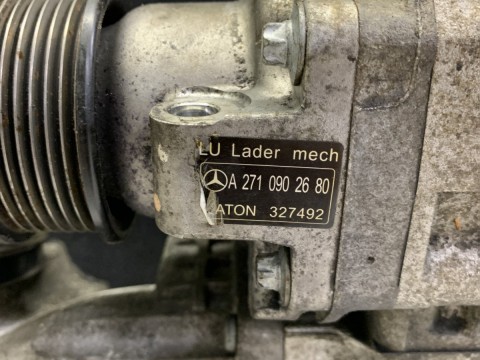 LU Lader mech
A 271 090 26 80
ATON 327492